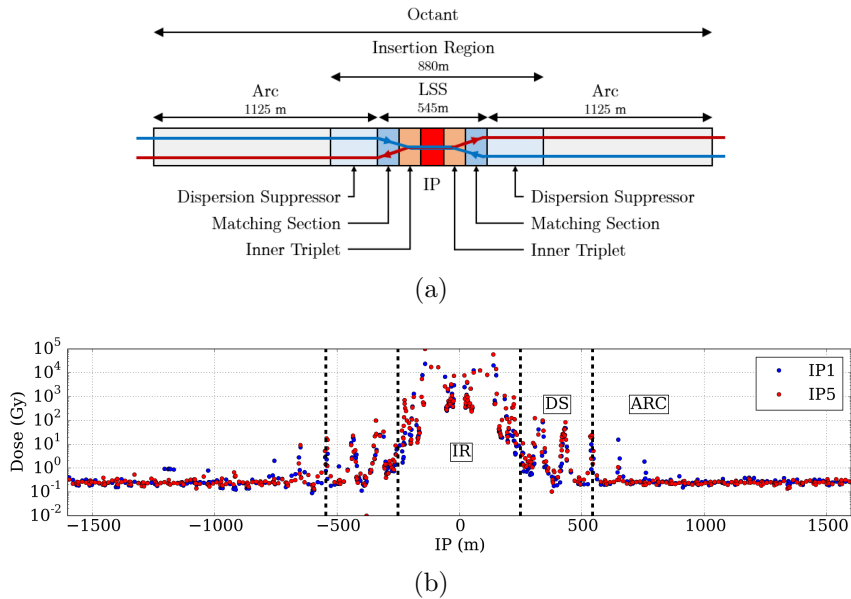 Octant
Insertion Region
880m
Arc LSS Arc
1125 m 545m 1125 m
Dispersion Suppressor IP Dispersion Suppressor
Matching Section Matching Section
Inner Triplet Inner Triplet
(a)
10^5
10^4
10^3
10^2
10^1
10^0
10^-1
10^-2
Dose (Gy)
IP1
IP5
DS ARC
IR
−1500 −1000 −500 0 500 1000 1500
IP (m)
(b)